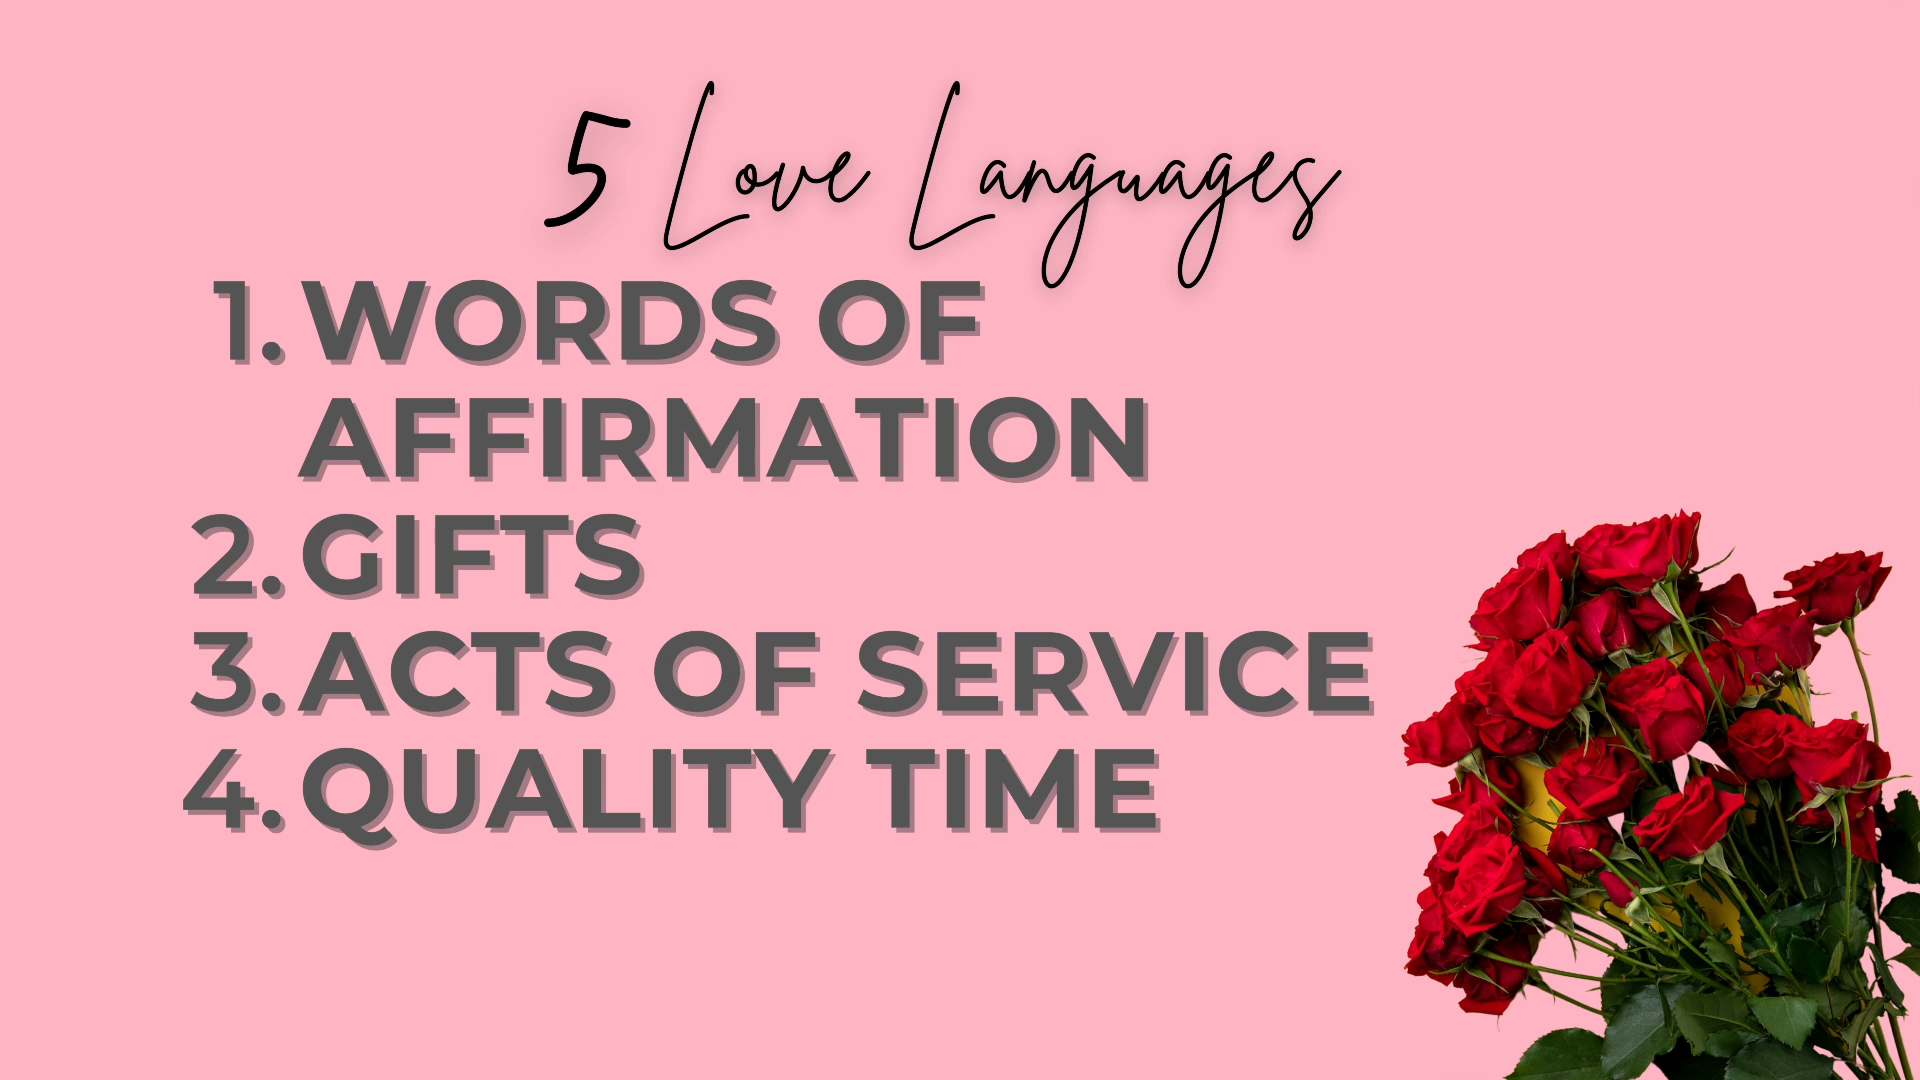 5 Love Languages
1. WORDS OF
AFFIRMATION
2. GIFTS
3. ACTS OF SERVICE
4. QUALITY TIME